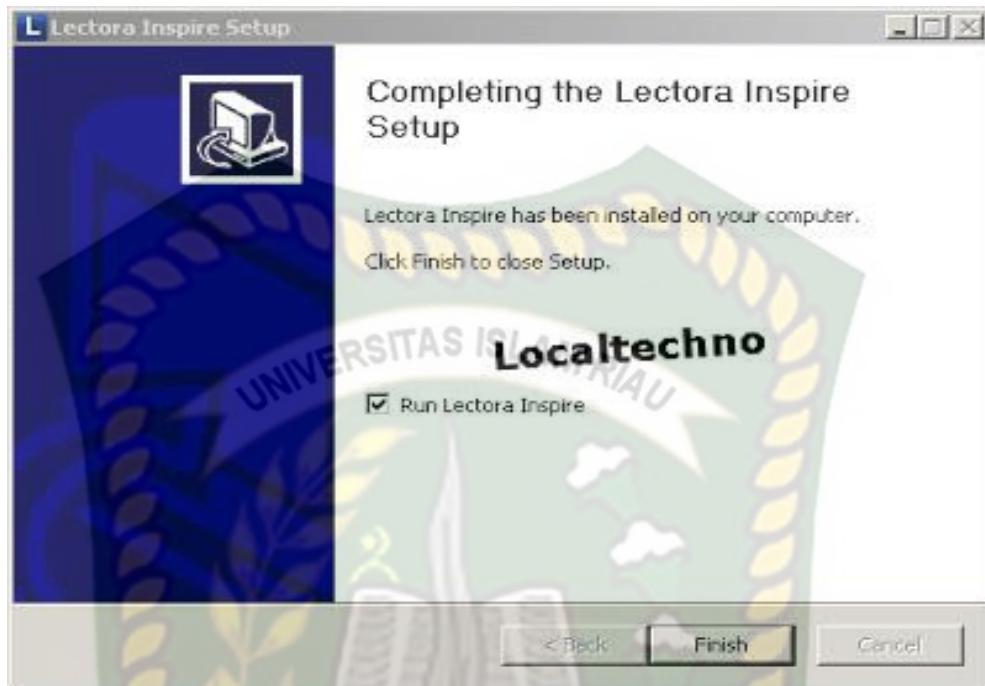 L Lectora Inspire Setup
Completing the Lectora Inspire
Setup
Lectora Inspire has been installed on your computer.
Click Finish to close Setup.
UNIVERSITAS ISLAM RIAU
Localtechno
Run Lectora Inspire
< Back
Finish
Cancel